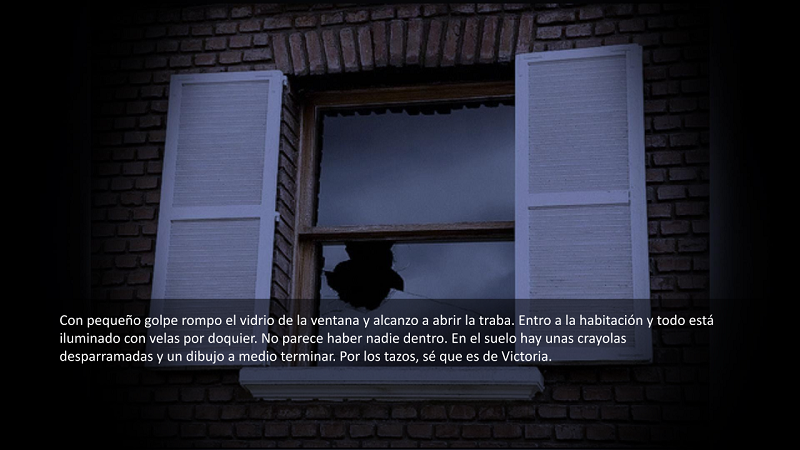 Con pequeño golpe rompo el vidrio de la ventana y alcanzo a abrir la traba. Entro a la habitación y todo está
iluminado con velas por doquier. No parece haber nadie dentro. En el suelo hay unas crayolas
desparramadas y un dibujo a medio terminar. Por los tazos, sé que es de Victoria.